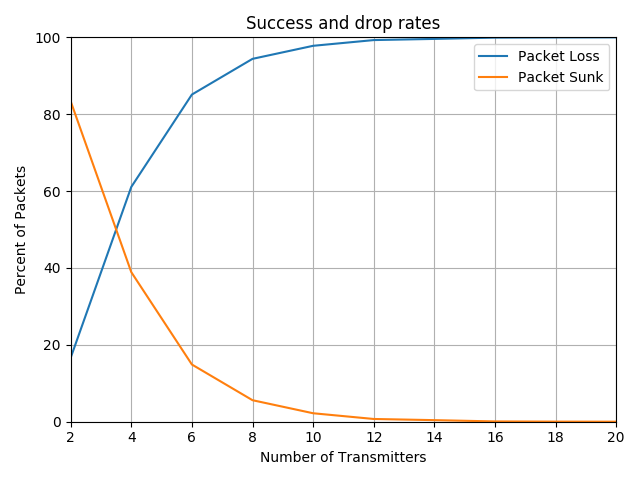 Success and drop rates
100
80
60
40
20
0
Percent of Packets
Packet Loss
Packet Sunk
2 4 6 8 10 12 14 16 18 20
Number of Transmitters